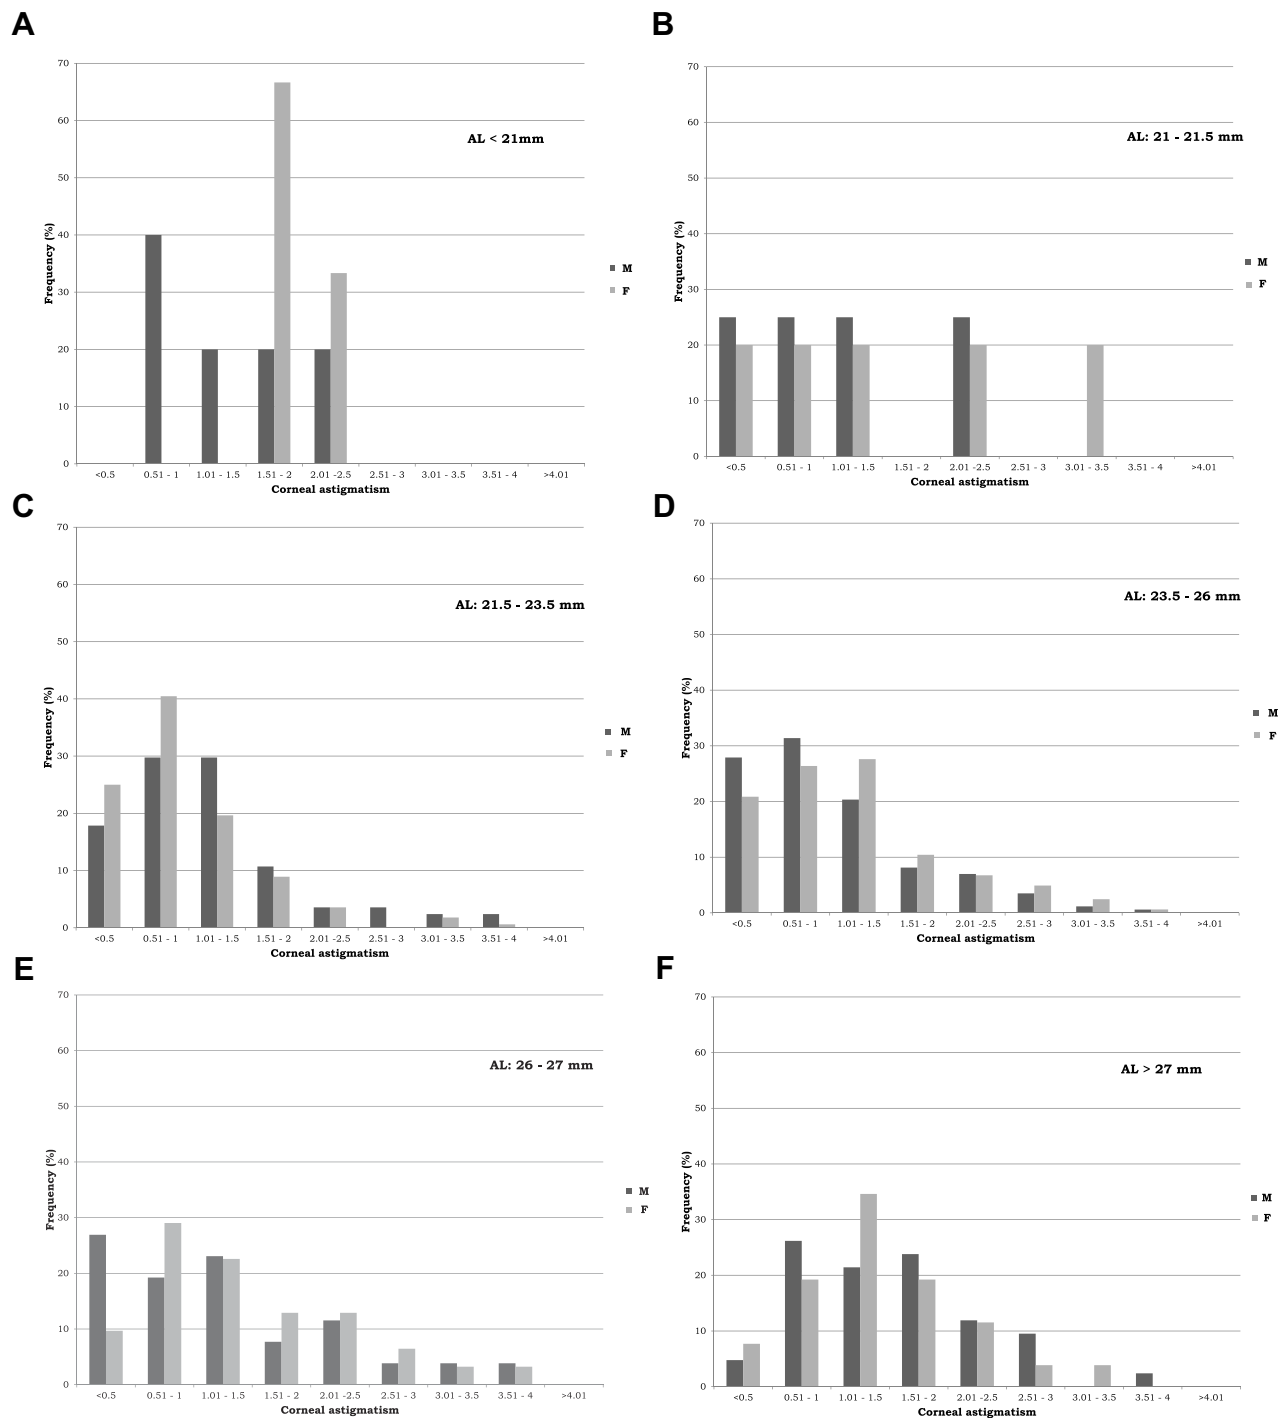 A
70
60
50
40
30
20
10
0
Frequency (%)
AL < 21mm
M
F
<0.5 0.51 - 1 1.01 - 1.5 1.51 - 2 2.01 -2.5 2.51 - 3 3.01 - 3.5 3.51 - 4 >4.01
Corneal astigmatism
B
70
60
50
40
30
20
10
0
Frequency (%)
AL: 21 - 21.5 mm
M
F
<0.5 0.51 - 1 1.01 - 1.5 1.51 - 2 2.01 -2.5 2.51 - 3 3.01 - 3.5 3.51 - 4 >4.01
Corneal astigmatism
C
70
60
50
40
30
20
10
0
Frequency (%)
AL: 21.5 - 23.5 mm
M
F
<0.5 0.51 - 1 1.01 - 1.5 1.51 - 2 2.01 -2.5 2.51 - 3 3.01 - 3.5 3.51 - 4 >4.01
Corneal astigmatism
D
70
60
50
40
30
20
10
0
Frequency (%)
AL: 23.5 - 26 mm
M
F
<0.5 0.51 - 1 1.01 - 1.5 1.51 - 2 2.01 -2.5 2.51 - 3 3.01 - 3.5 3.51 - 4 >4.01
Corneal astigmatism
E
70
60
50
40
30
20
10
0
Frequency (%)
AL: 26 - 27 mm
M
F
<0.5 0.51 - 1 1.01 - 1.5 1.51 - 2 2.01 -2.5 2.51 - 3 3.01 - 3.5 3.51 - 4 >4.01
Corneal astigmatism
F
70
60
50
40
30
20
10
0
Frequency (%)
AL > 27 mm
M
F
<0.5 0.51 - 1 1.01 - 1.5 1.51 - 2 2.01 -2.5 2.51 - 3 3.01 - 3.5 3.51 - 4 >4.01
Corneal astigmatism